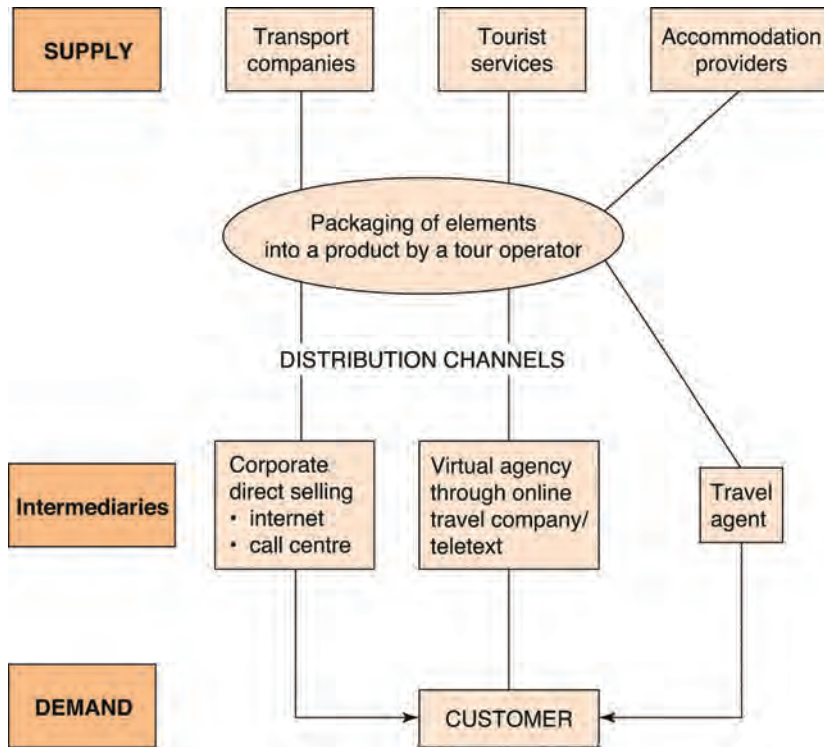 SUPPLY
Transport
companies
Tourist
services
Accommodation
providers
Packaging of elements
into a product by a tour operator
DISTRIBUTION CHANNELS
Intermediaries
Corporate
direct selling
• internet
• call centre
Virtual agency
through online
travel company/
teletext
Travel
agent
DEMAND
CUSTOMER